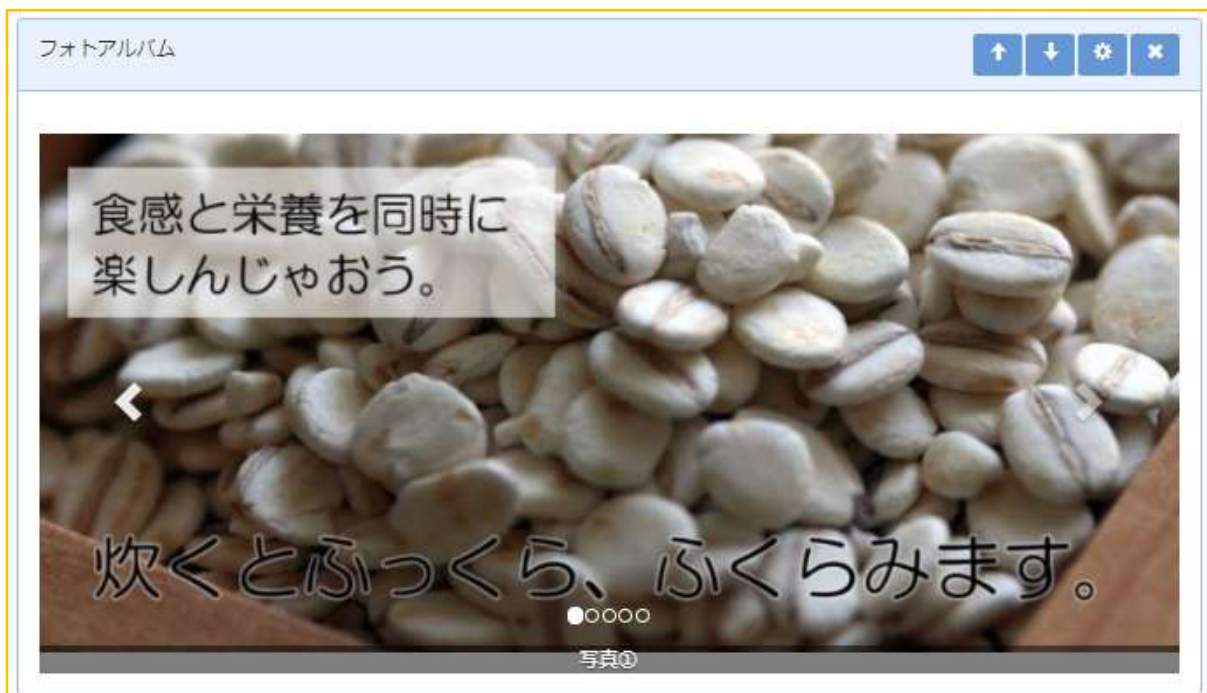 フォトアルバム
食感と栄養を同時に
楽しんじゃおう。
炊くとふっくら、ふくらみます。
写真①